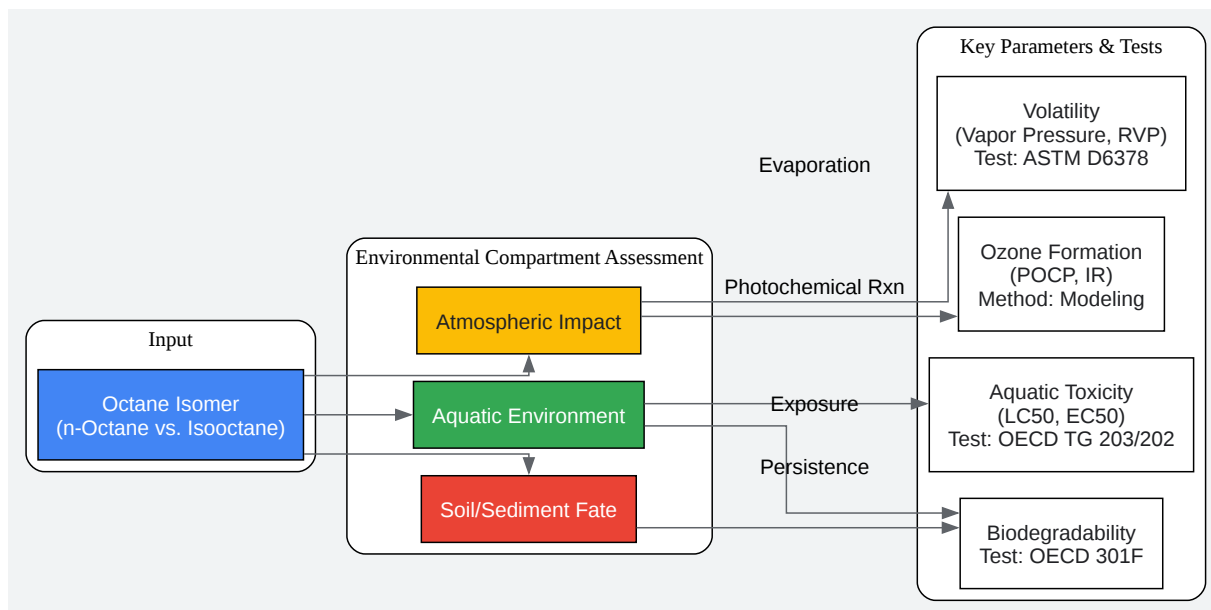 Input
Octane Isomer
(n-Octane vs. Isooctane)
Environmental Compartment Assessment
Atmospheric Impact
Aquatic Environment
Soil/Sediment Fate
Evaporation
Photochemical Rxn
Exposure
Persistence
Key Parameters & Tests
Volatility
(Vapor Pressure, RVP)
Test: ASTM D6378
Ozone Formation
(POCP, IR)
Method: Modeling
Aquatic Toxicity
(LC50, EC50)
Test: OECD TG 203/202
Biodegradability
Test: OECD 301F